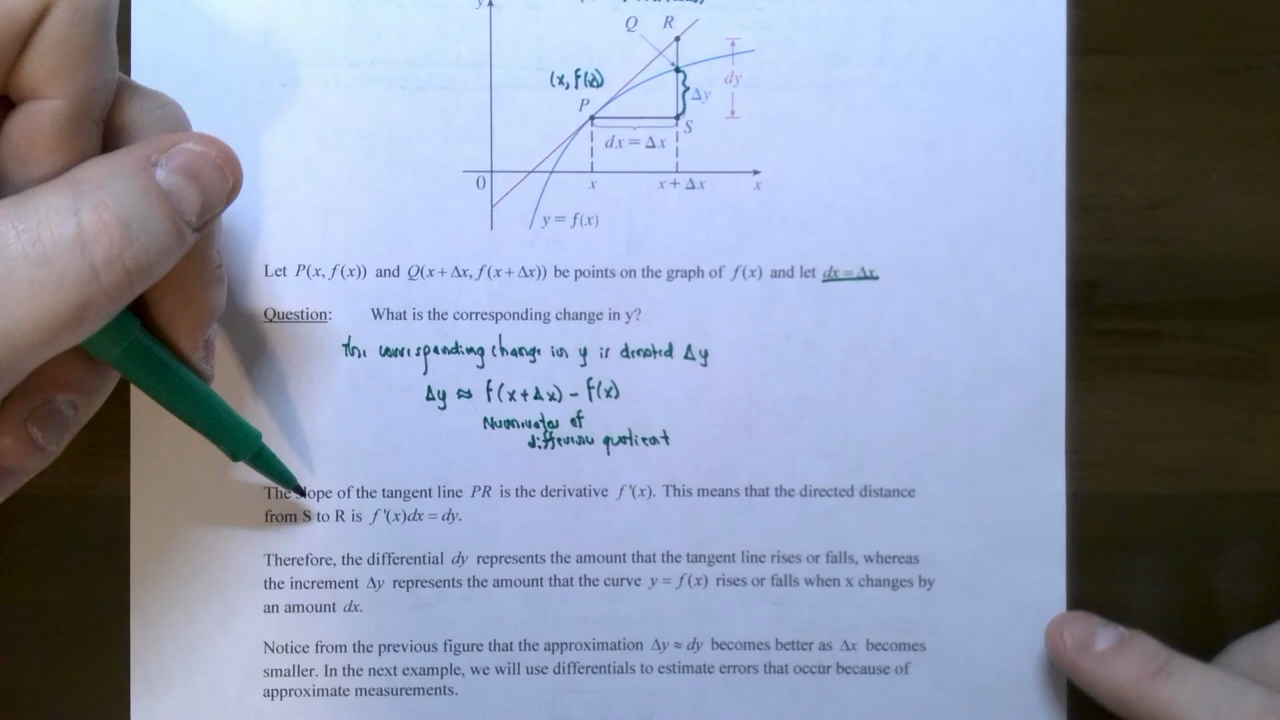 y
Q R
(x, f(x))
P
dy
Δy
S
dx = Δx
0 x x + Δx x
y = f(x)
Let P(x, f(x)) and Q(x + Δx, f(x + Δx)) be points on the graph of f(x) and let dx = Δx.
Question: What is the corresponding change in y?
The corresponding change in y is denoted Δy
Δy ≈ f(x+Δx) - f(x)
Numerator of
difference quotient
The slope of the tangent line PR is the derivative f'(x). This means that the directed distance
from S to R is f'(x)dx = dy.
Therefore, the differential dy represents the amount that the tangent line rises or falls, whereas
the increment Δy represents the amount that the curve y = f(x) rises or falls when x changes by
an amount dx.
Notice from the previous figure that the approximation Δy ≈ dy becomes better as Δx becomes
smaller. In the next example, we will use differentials to estimate errors that occur because of
approximate measurements.